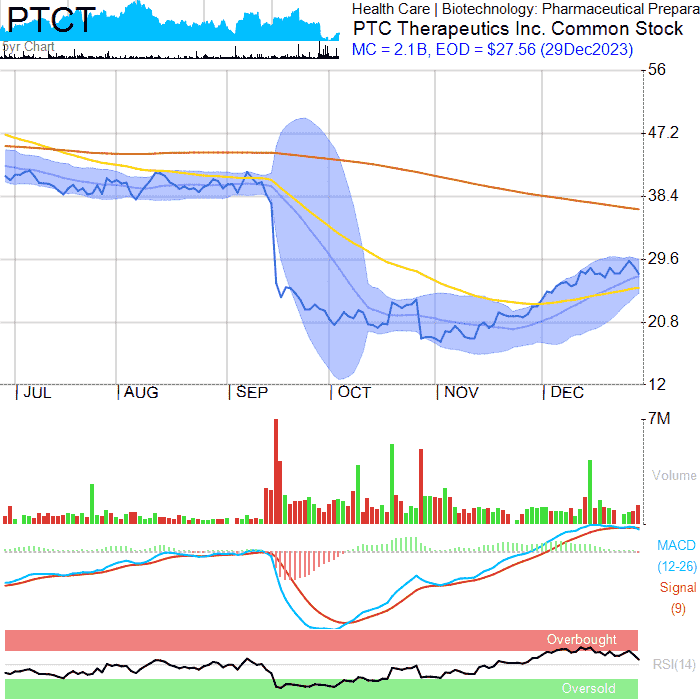 PTCT
5yr Chart
Health Care | Biotechnology: Pharmaceutical Prepara
PTC Therapeutics Inc. Common Stock
MC = 2.1B, EOD = $27.56 (29Dec2023)
56
47.2
38.4
29.6
20.8
12
|JUL |AUG |SEP |OCT |NOV |DEC
7M
Volume
MACD
(12-26)
Signal
(9)
Overbought
RSI(14)
Oversold